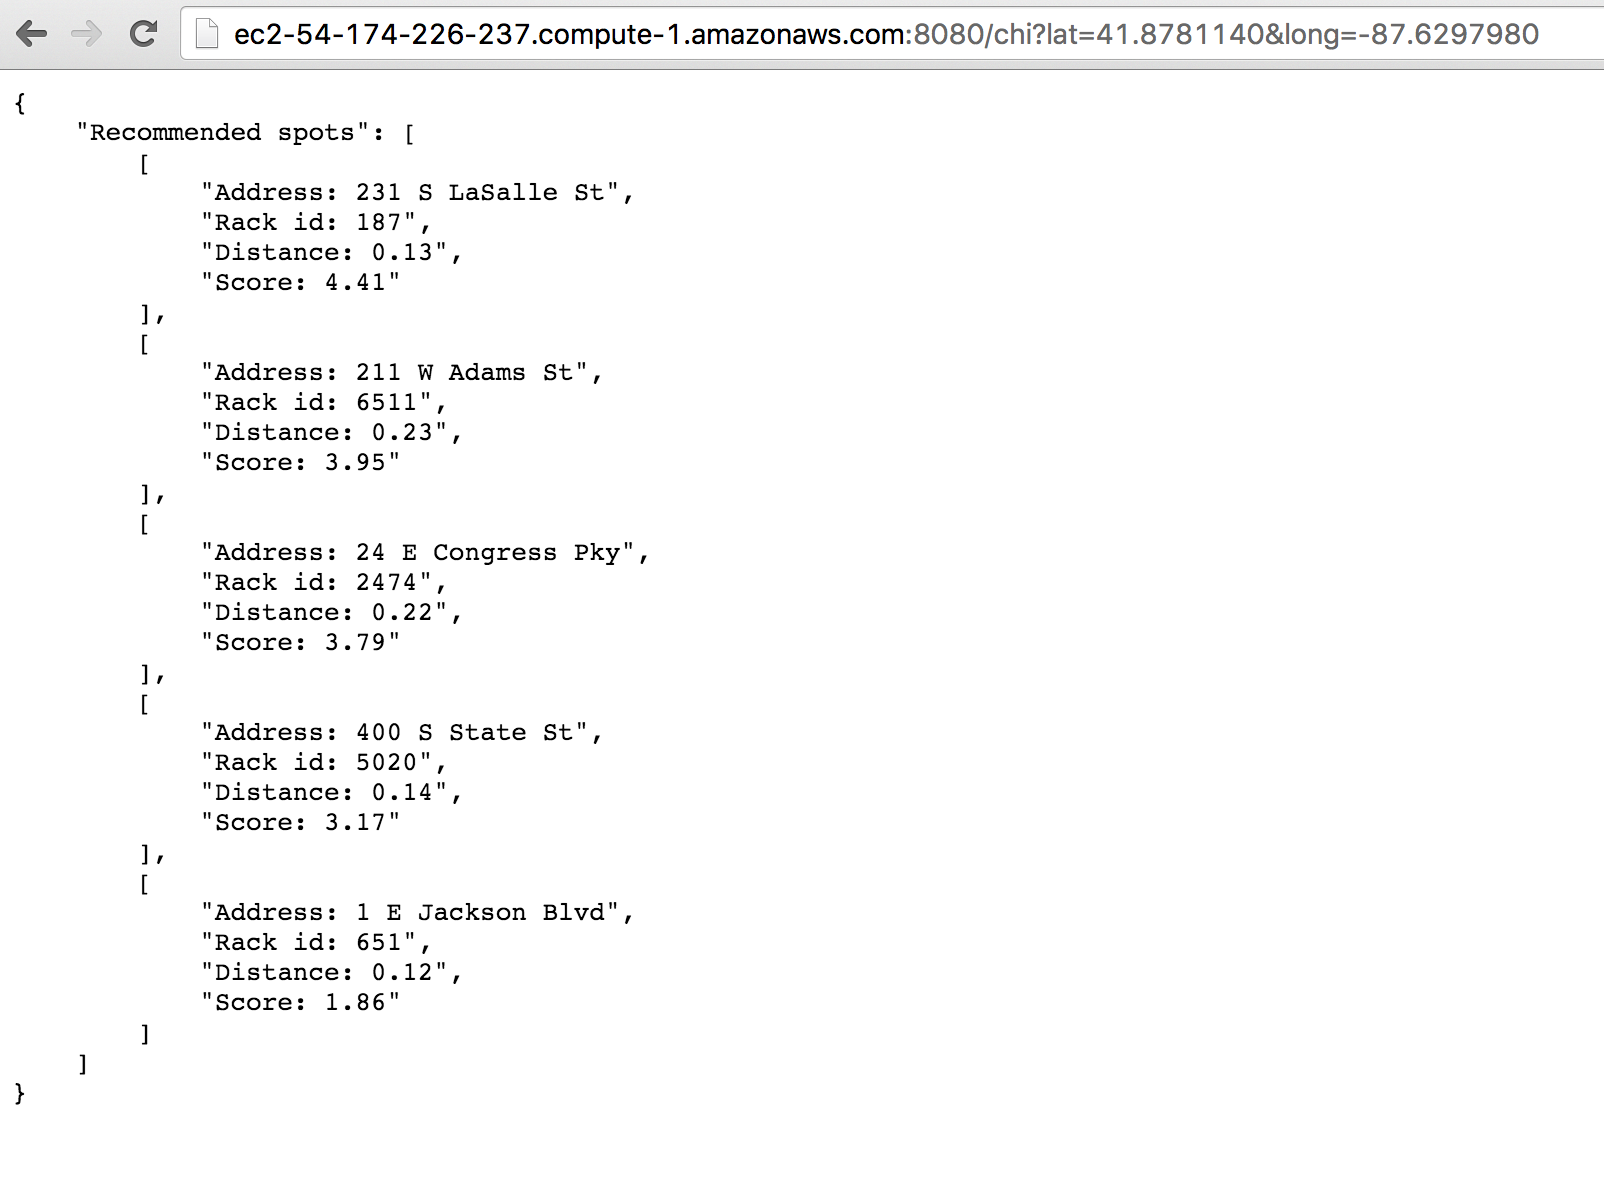 ec2-54-174-226-237.compute-1.amazonaws.com:8080/chi?lat=41.8781140&long=-87.6297980
{
    "Recommended spots": [
        [
            "Address: 231 S LaSalle St",
            "Rack id: 187",
            "Distance: 0.13",
            "Score: 4.41"
        ],
        [
            "Address: 211 W Adams St",
            "Rack id: 6511",
            "Distance: 0.23",
            "Score: 3.95"
        ],
        [
            "Address: 24 E Congress Pky",
            "Rack id: 2474",
            "Distance: 0.22",
            "Score: 3.79"
        ],
        [
            "Address: 400 S State St",
            "Rack id: 5020",
            "Distance: 0.14",
            "Score: 3.17"
        ],
        [
            "Address: 1 E Jackson Blvd",
            "Rack id: 651",
            "Distance: 0.12",
            "Score: 1.86"
        ]
    ]
}